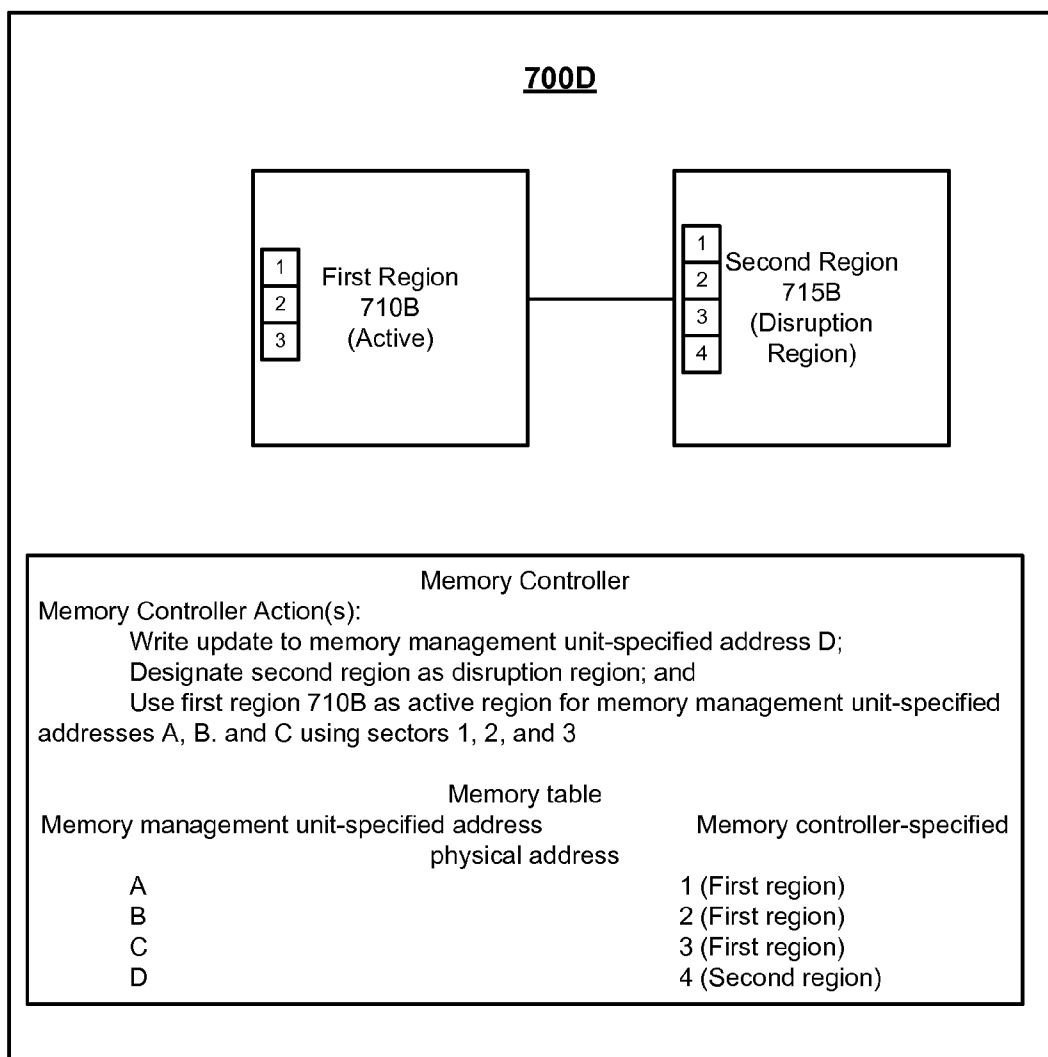 700D
1
2
3
First Region
710B
(Active)
1
2
3
4
Second Region
715B
(Disruption
Region)
Memory Controller
Memory Controller Action(s):
Write update to memory management unit-specified address D;
Designate second region as disruption region; and
Use first region 710B as active region for memory management unit-specified
addresses A, B. and C using sectors 1, 2, and 3
Memory table
Memory management unit-specified address Memory controller-specified
physical address
A 1 (First region)
B 2 (First region)
C 3 (First region)
D 4 (Second region)